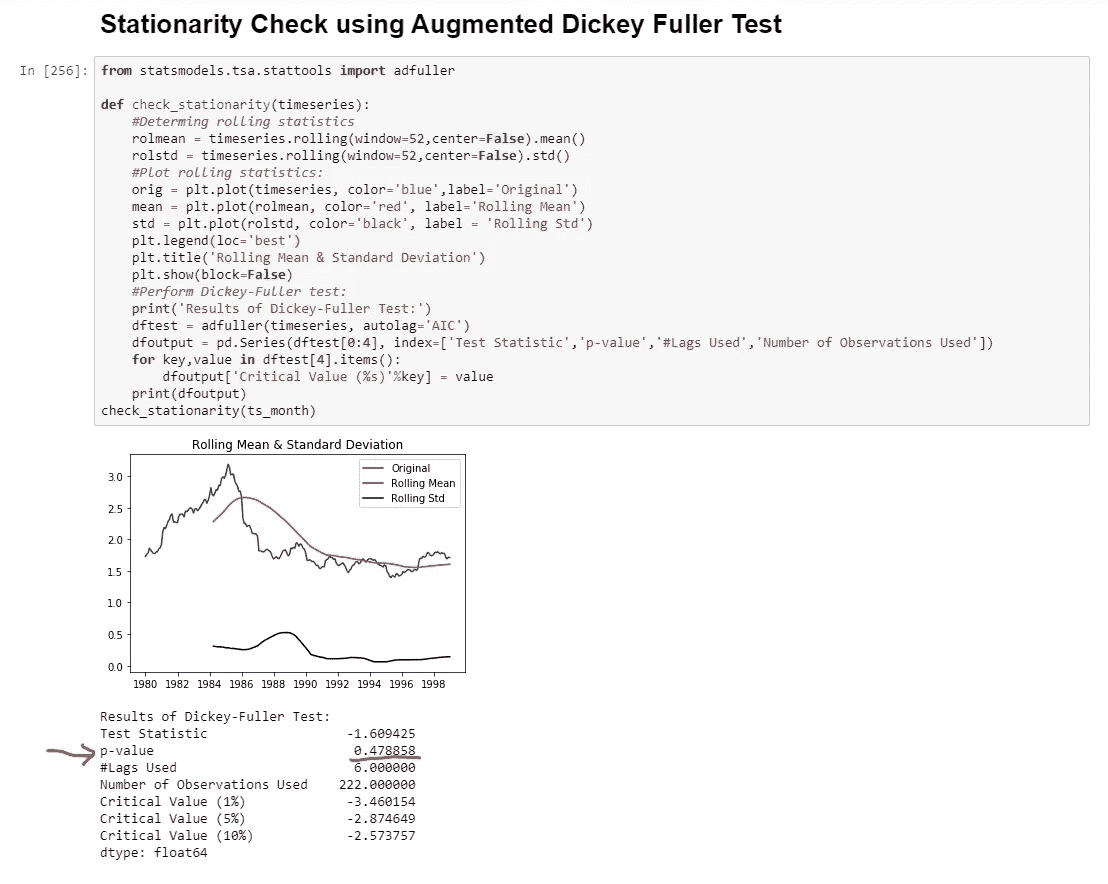 Stationarity Check using Augmented Dickey Fuller Test
In [256]:
from statsmodels.tsa.stattools import adfuller
def check_stationarity(timeseries):
    #Determing rolling statistics
    rolmean = timeseries.rolling(window=52,center=False).mean()
    rolstd = timeseries.rolling(window=52,center=False).std()
    #Plot rolling statistics:
    orig = plt.plot(timeseries, color='blue',label='Original')
    mean = plt.plot(rolmean, color='red', label='Rolling Mean')
    std = plt.plot(rolstd, color='black', label = 'Rolling Std')
    plt.legend(loc='best')
    plt.title('Rolling Mean & Standard Deviation')
    plt.show(block=False)
    #Perform Dickey-Fuller test:
    print('Results of Dickey-Fuller Test:')
    dftest = adfuller(timeseries, autolag='AIC')
    dfoutput = pd.Series(dftest[0:4], index=['Test Statistic','p-value','#Lags Used','Number of Observations Used'])
    for key,value in dftest[4].items():
        dfoutput['Critical Value (%s)'%key] = value
    print(dfoutput)
check_stationarity(ts_month)
Rolling Mean & Standard Deviation
Original
Rolling Mean
Rolling Std
3.0
2.5
2.0
1.5
1.0
0.5
0.0
1980 1982 1984 1986 1988 1990 1992 1994 1996 1998
Results of Dickey-Fuller Test:
Test Statistic -1.609425
p-value 0.478858
#Lags Used 6.000000
Number of Observations Used 222.000000
Critical Value (1%) -3.460154
Critical Value (5%) -2.874649
Critical Value (10%) -2.573757
dtype: float64